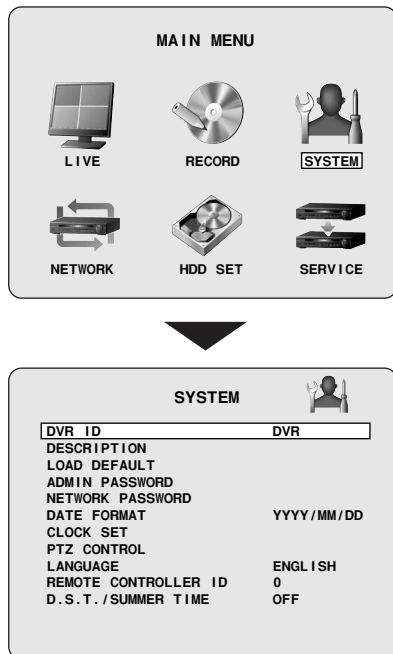 MAIN MENU
LIVE RECORD SYSTEM
NETWORK HDD SET SERVICE
SYSTEM
DVR ID DVR
DESCRIPTION
LOAD DEFAULT
ADMIN PASSWORD
NETWORK PASSWORD
DATE FORMAT YYYY/MM/DD
CLOCK SET
PTZ CONTROL
LANGUAGE ENGLISH
REMOTE CONTROLLER ID 0
D.S.T./SUMMER TIME OFF